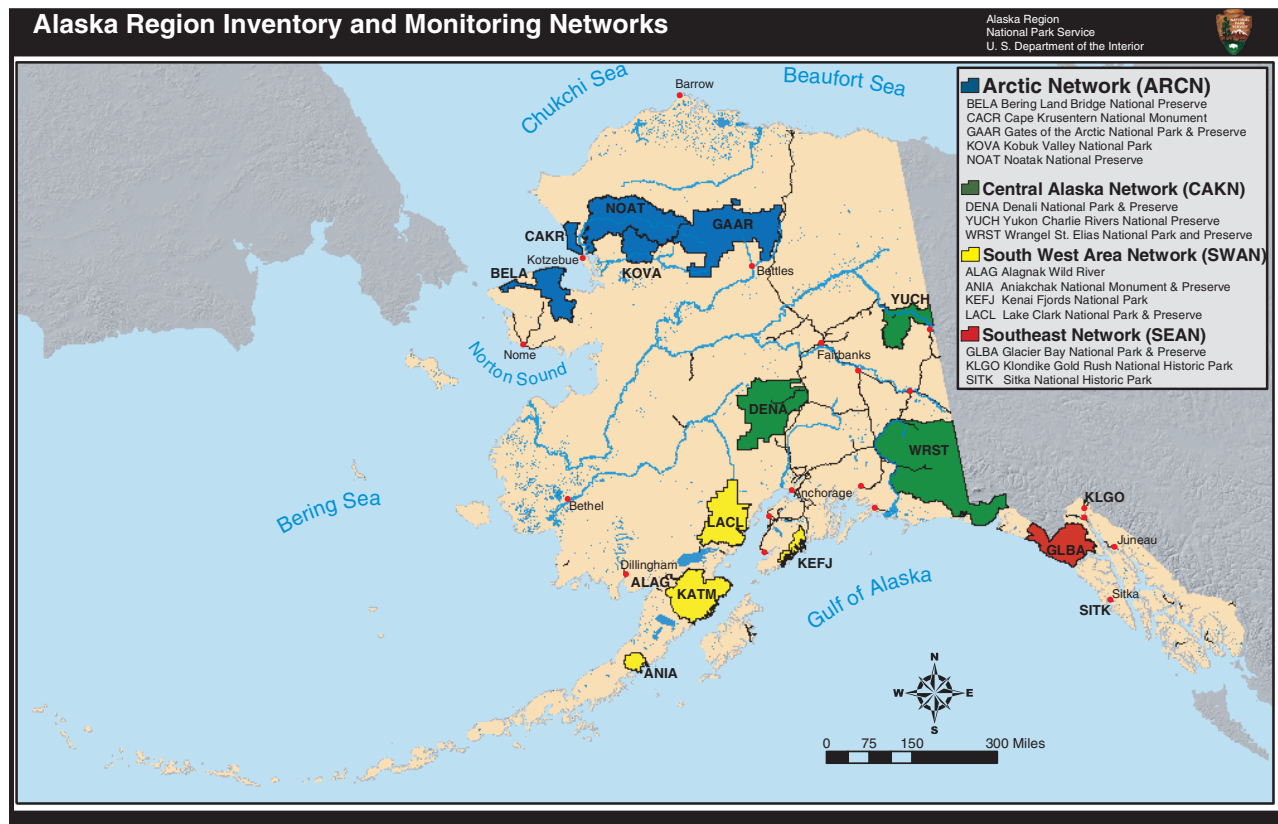 Alaska Region Inventory and Monitoring Networks
Alaska Region
National Park Service
U. S. Department of the Interior
Chukchi Sea
Beaufort Sea
Barrow
Arctic Network (ARCN)
BELA Bering Land Bridge National Preserve
CACR Cape Krusentern National Monument
GAAR Gates of the Arctic National Park & Preserve
KOVA Kobuk Valley National Park
NOAT Noatak National Preserve
Central Alaska Network (CAKN)
DENA Denali National Park & Preserve
YUCH Yukon Charlie Rivers National Preserve
WRST Wrangel St. Elias National Park and Preserve
South West Area Network (SWAN)
ALAG Alagnak Wild River
ANIA Aniakchak National Monument & Preserve
KEFJ Kenai Fjords National Park
LACL Lake Clark National Park & Preserve
Southeast Network (SEAN)
GLBA Glacier Bay National Park & Preserve
KLGO Klondike Gold Rush National Historic Park
SITK Sitka National Historic Park
NOAT
GAAR
CAKR
Kotzebue
KOVA
BELA
Bettles
YUCH
Nome
Norton Sound
Fairbanks
DENA
WRST
Bering Sea
Bethel
Anchorage
LACL
KLGO
Juneau
GLBA
KEFJ
Dillingham
ALAG
KATM
Gulf of Alaska
Sitka
SITK
ANIA
N
W
E
S
0 75 150 300 Miles